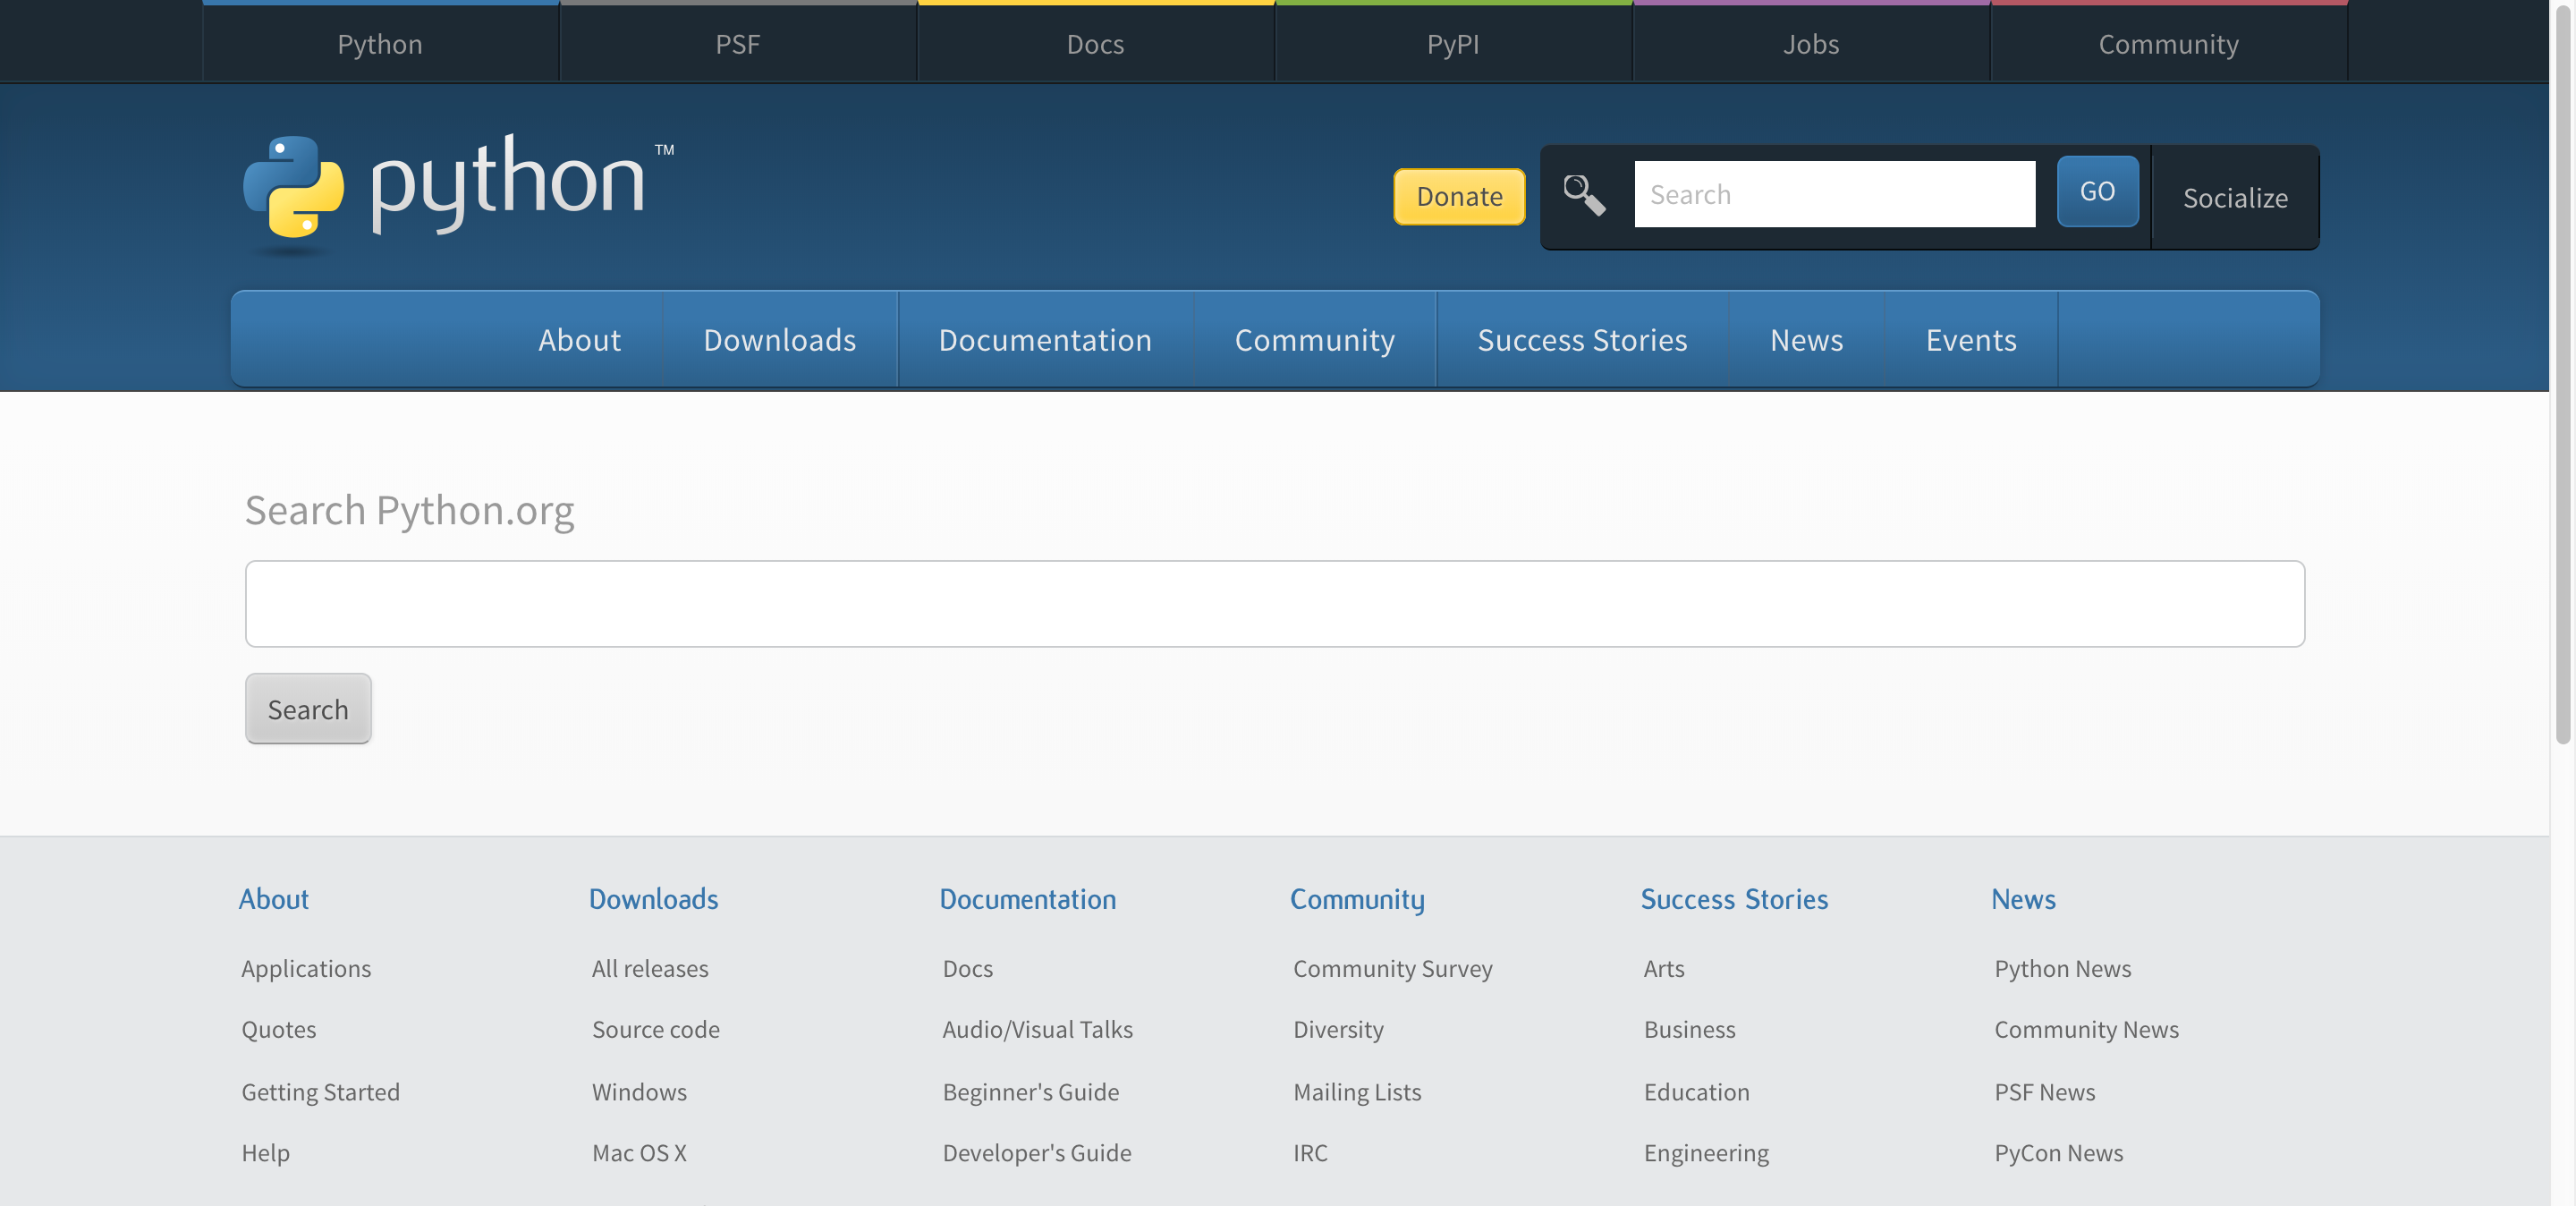 Python PSF Docs PyPI Jobs Community
python TM
Donate Search GO Socialize
About Downloads Documentation Community Success Stories News Events
Search Python.org
Search
About Downloads Documentation Community Success Stories News
Applications All releases Docs Community Survey Arts Python News
Quotes Source code Audio/Visual Talks Diversity Business Community News
Getting Started Windows Beginner's Guide Mailing Lists Education PSF News
Help Mac OS X Developer's Guide IRC Engineering PyCon News